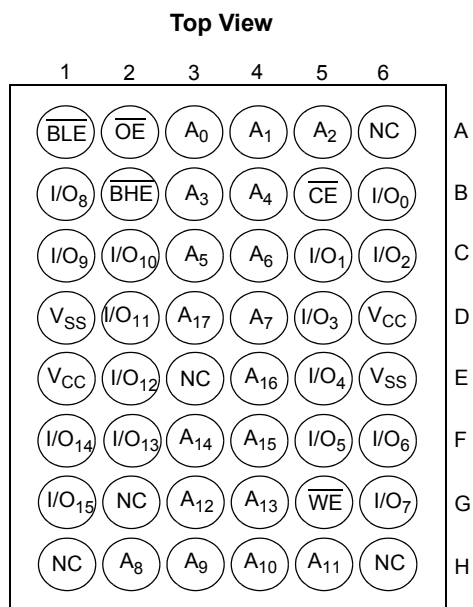 Top View
1 2 3 4 5 6
BLE OE A0 A1 A2 NC A
I/O8 BHE A3 A4 CE I/O0 B
I/O9 I/O10 A5 A6 I/O1 I/O2 C
VSS I/O11 A17 A7 I/O3 VCC D
VCC I/O12 NC A16 I/O4 VSS E
I/O14 I/O13 A14 A15 I/O5 I/O6 F
I/O15 NC A12 A13 WE I/O7 G
NC A8 A9 A10 A11 NC H